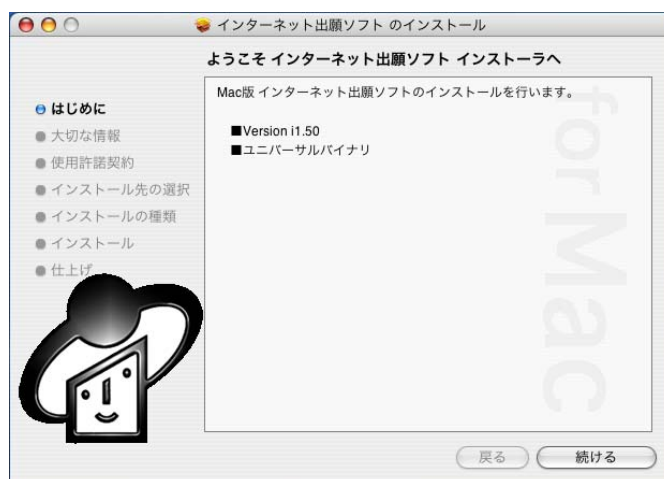 インターネット出願ソフト のインストール
ようこそ インターネット出願ソフト インストーラへ
はじめに
大切な情報
使用許諾契約
インストール先の選択
インストールの種類
インストール
仕上げ
Mac版 インターネット出願ソフトのインストールを行います。
■Version i1.50
■ユニバーサルバイナリ
for Mac
戻る
続ける